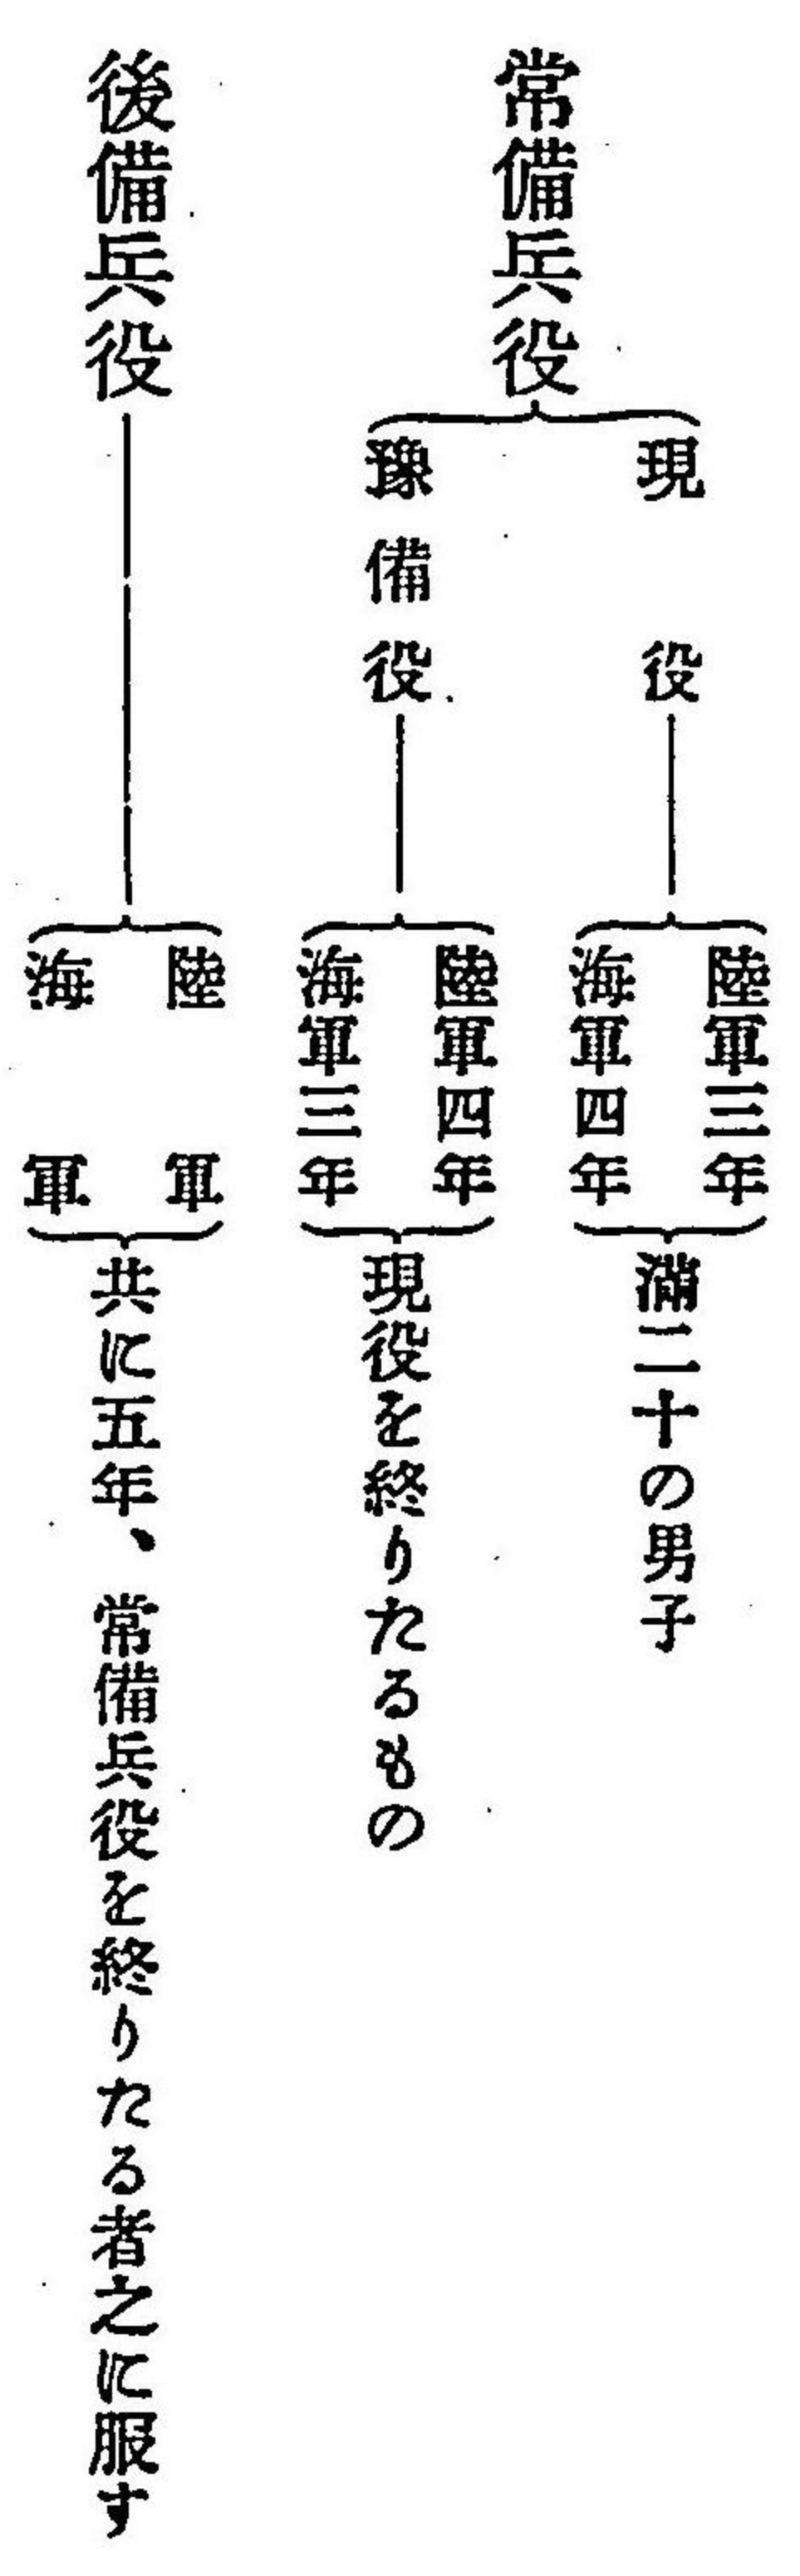 常備兵役
現役
陸軍三年
海軍四年
滿二十の男子
豫備役
陸軍四年
海軍三年
現役を終りたるもの
後備兵役
陸軍
海軍
共に五年、常備兵役を終りたる者之に服す